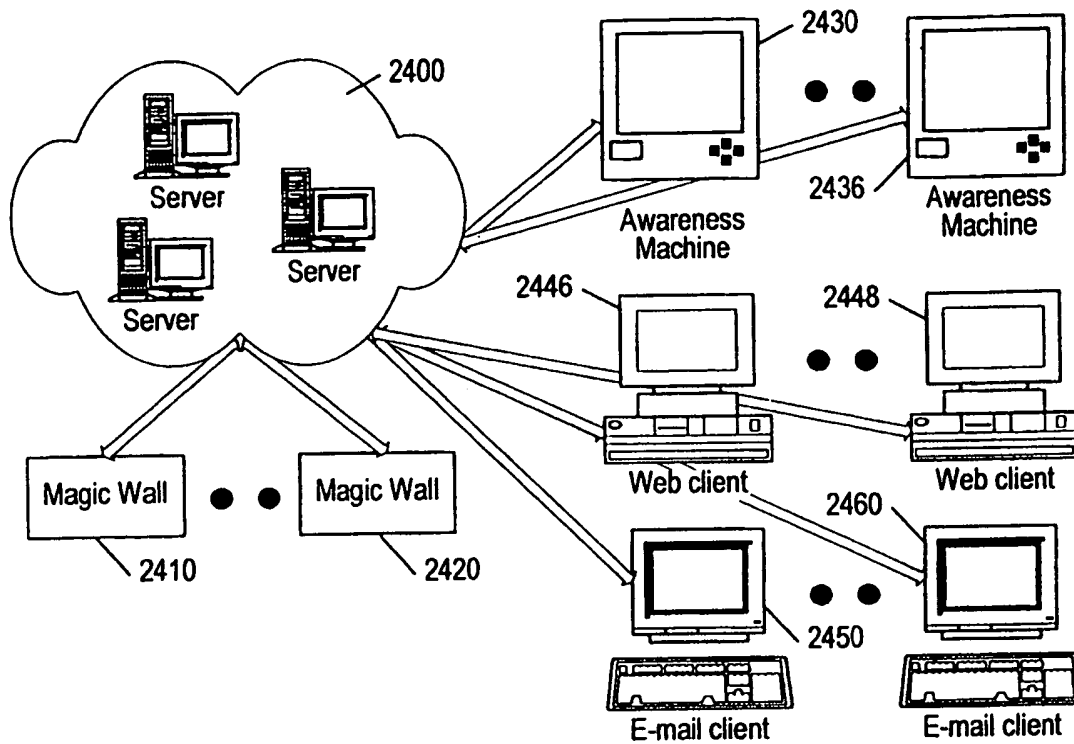 2400
Server
Server
Server
2430
2436
Awareness
Machine
Awareness
Machine
2446
2448
Web client
Web client
Magic Wall
Magic Wall
2410
2420
2450
2460
E-mail client
E-mail client